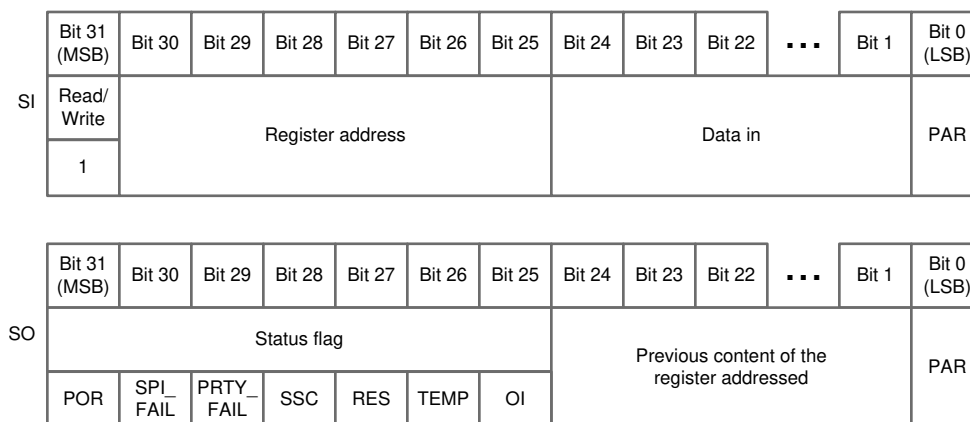 Bit 31 (MSB) Bit 30 Bit 29 Bit 28 Bit 27 Bit 26 Bit 25 Bit 24 Bit 23 Bit 22 ... Bit 1 Bit 0 (LSB)
SI
Read/
Write
1
Register address
Data in
PAR
Bit 31 (MSB) Bit 30 Bit 29 Bit 28 Bit 27 Bit 26 Bit 25 Bit 24 Bit 23 Bit 22 ... Bit 1 Bit 0 (LSB)
SO
Status flag
POR SPI_FAIL PRTY_FAIL SSC RES TEMP OI
Previous content of the
register addressed
PAR